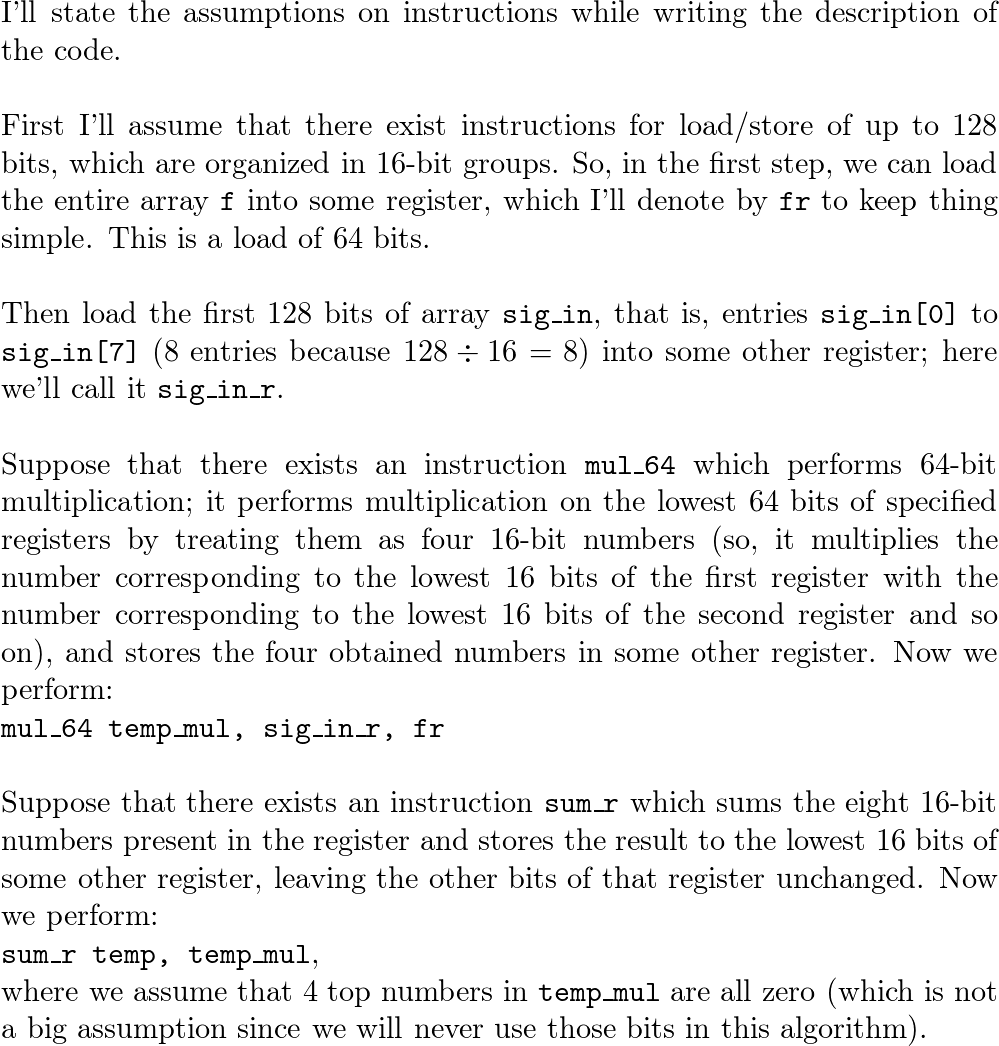 I'll state the assumptions on instructions while writing the description of
the code.
First I'll assume that there exist instructions for load/store of up to 128
bits, which are organized in 16-bit groups. So, in the first step, we can load
the entire array f into some register, which I'll denote by fr to keep thing
simple. This is a load of 64 bits.
Then load the first 128 bits of array sig_in, that is, entries sig_in[0] to
sig_in[7] (8 entries because 128 ÷ 16 = 8) into some other register; here
we'll call it sig_in_r.
Suppose that there exists an instruction mul_64 which performs 64-bit
multiplication; it performs multiplication on the lowest 64 bits of specified
registers by treating them as four 16-bit numbers (so, it multiplies the
number corresponding to the lowest 16 bits of the first register with the
number corresponding to the lowest 16 bits of the second register and so
on), and stores the four obtained numbers in some other register. Now we
perform:
mul_64 temp_mul, sig_in_r, fr
Suppose that there exists an instruction sum_r which sums the eight 16-bit
numbers present in the register and stores the result to the lowest 16 bits of
some other register, leaving the other bits of that register unchanged. Now
we perform:
sum_r temp, temp_mul,
where we assume that 4 top numbers in temp_mul are all zero (which is not
a big assumption since we will never use those bits in this algorithm).